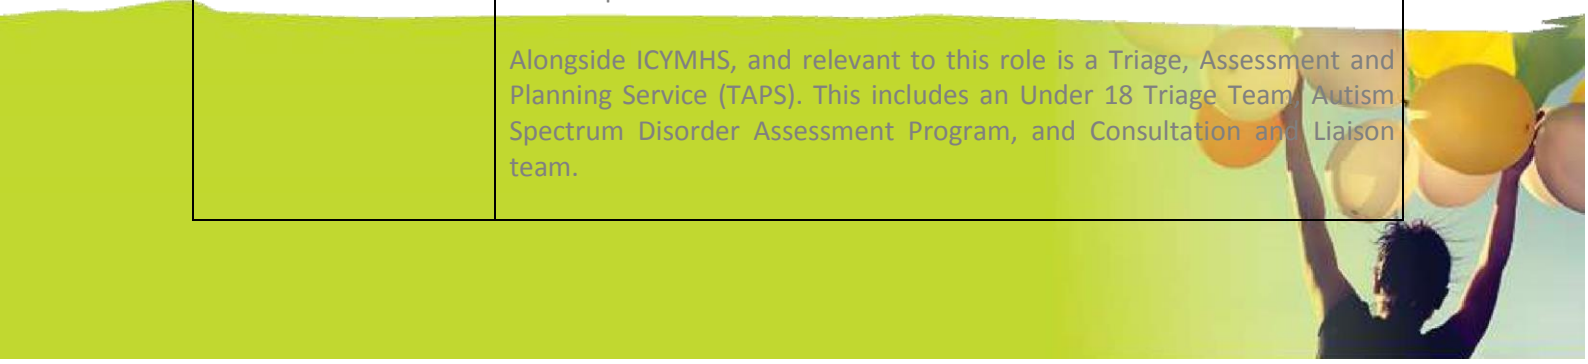 Alongside ICYMHS, and relevant to this role is a Triage, Assessment and
Planning Service (TAPS). This includes an Under 18 Triage Team, Autism
Spectrum Disorder Assessment Program, and Consultation and Liaison
team.